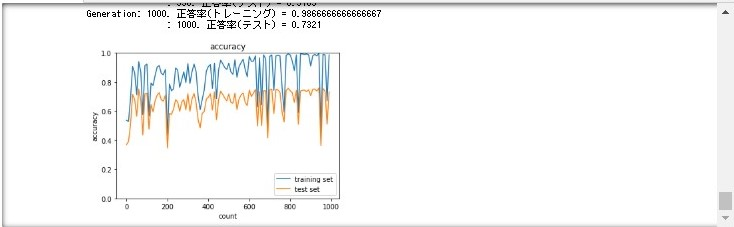 Generation: 1000. 正答率(トレーニング) = 0.9866666666666667
: 1000. 正答率(テスト) = 0.7321
accuracy
1.0
0.8
0.6
0.4
0.2
0.0
accuracy
training set
test set
0 200 400 600 800 1000
count